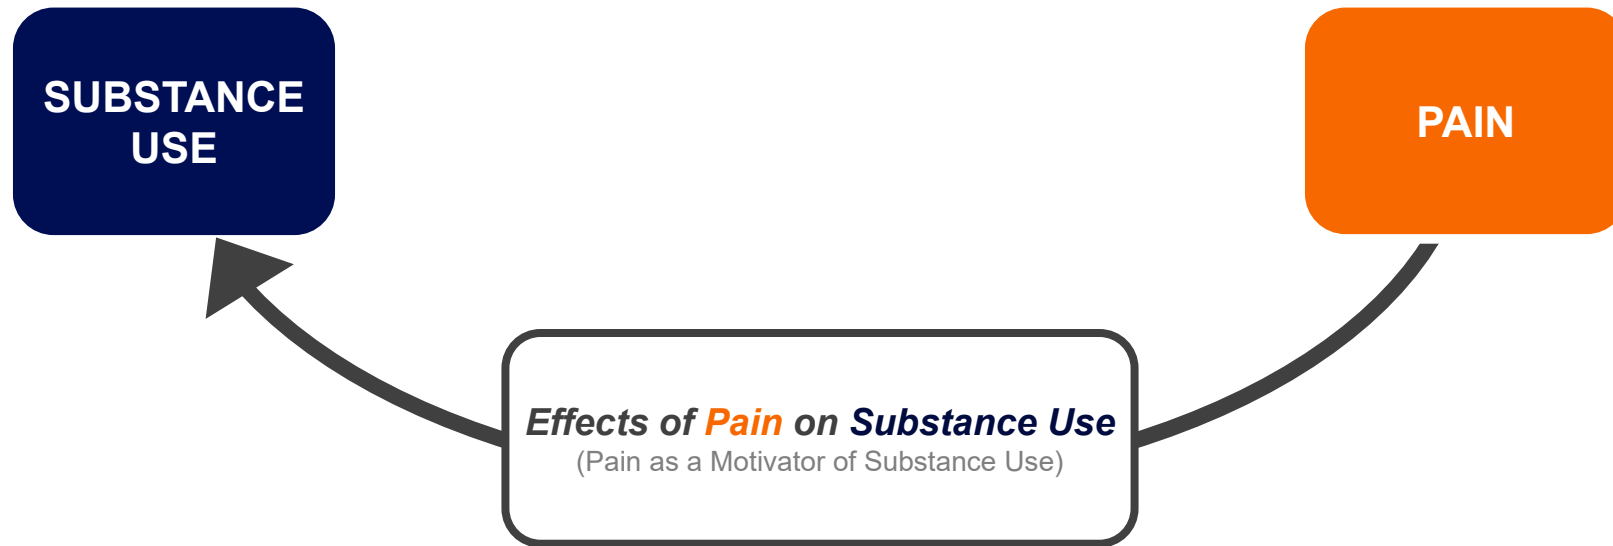 SUBSTANCE
USE
PAIN
Effects of Pain on Substance Use
(Pain as a Motivator of Substance Use)